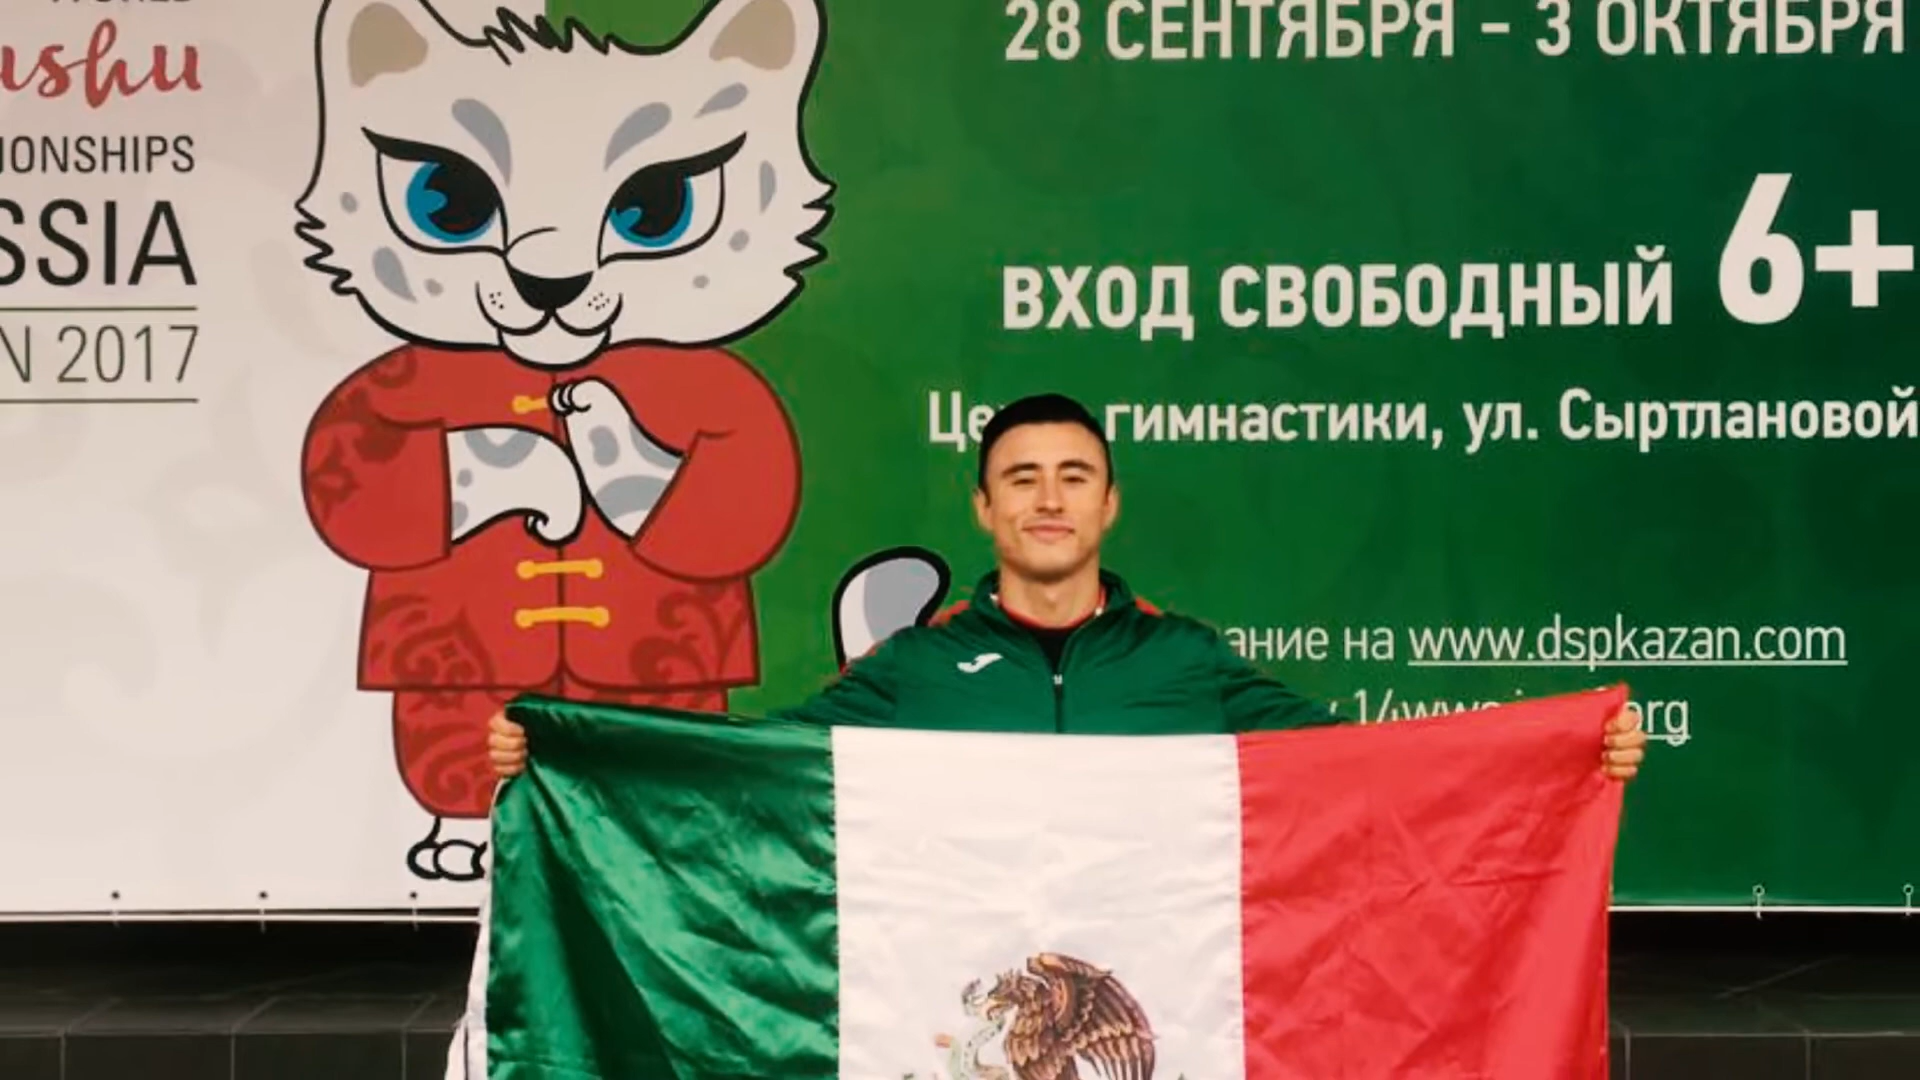 WORLD
ushu
IONSHIPS
SSIA
N 2017
28 СЕНТЯБРЯ - 3 ОКТЯБРЯ
ВХОД СВОБОДНЫЙ 6+
гимнастики, ул. Сыртлановой
ание на www.dspkazan.com
org